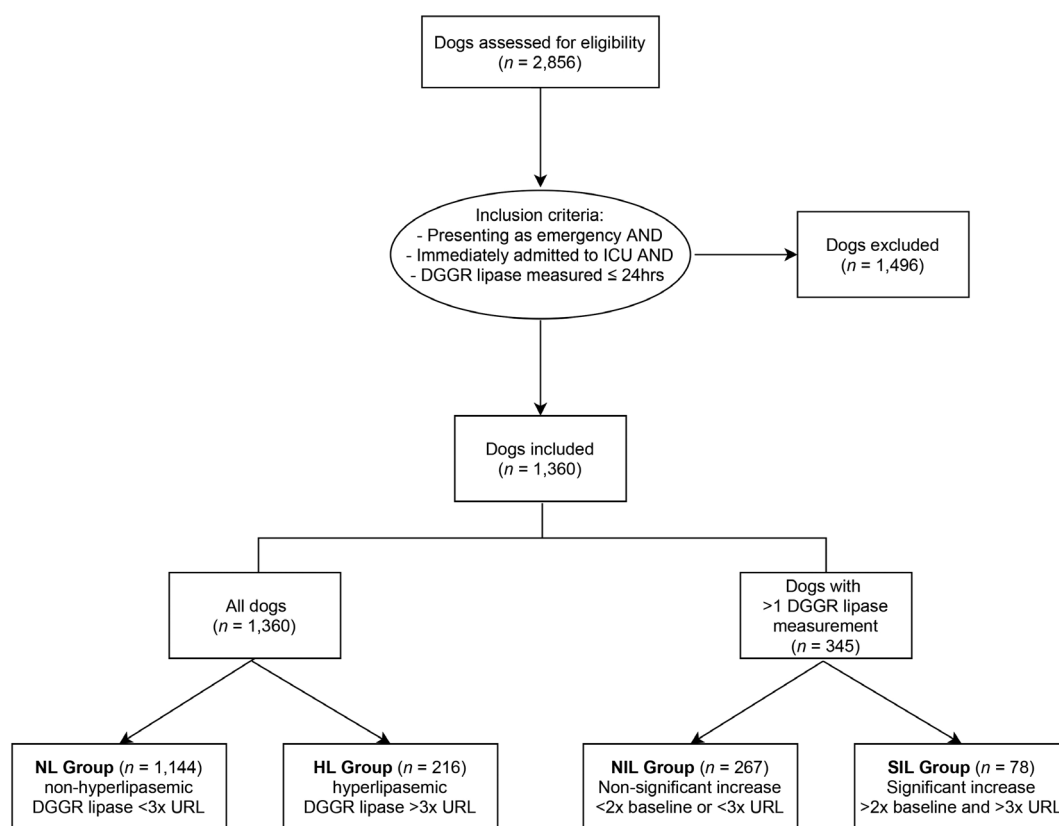 Dogs assessed for eligibility
(n = 2,856)
Inclusion criteria:
- Presenting as emergency AND
- Immediately admitted to ICU AND
- DGGR lipase measured ≤ 24hrs
Dogs excluded
(n = 1,496)
Dogs included
(n = 1,360)
All dogs
(n = 1,360)
Dogs with
>1 DGGR lipase
measurement
(n = 345)
NL Group (n = 1,144)
non-hyperlipasemic
DGGR lipase <3x URL
HL Group (n = 216)
hyperlipasemic
DGGR lipase >3x URL
NIL Group (n = 267)
Non-significant increase
<2x baseline or <3x URL
SIL Group (n = 78)
Significant increase
>2x baseline and >3x URL